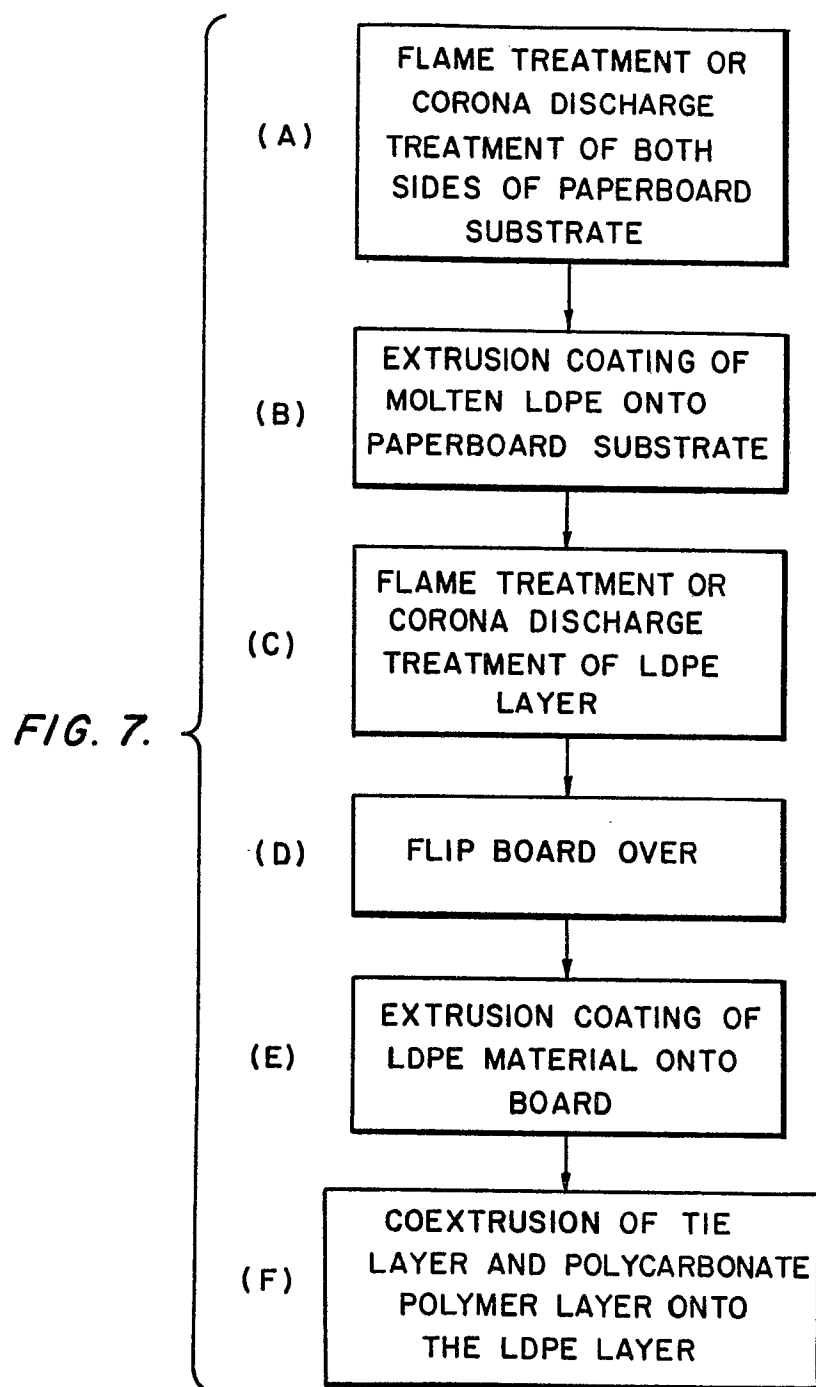 (A)
FLAME TREATMENT OR
CORONA DISCHARGE
TREATMENT OF BOTH
SIDES OF PAPERBOARD
SUBSTRATE
(B)
EXTRUSION COATING OF
MOLTEN LDPE ONTO
PAPERBOARD SUBSTRATE
(C)
FLAME TREATMENT OR
CORONA DISCHARGE
TREATMENT OF LDPE
LAYER
FIG. 7.
(D)
FLIP BOARD OVER
(E)
EXTRUSION COATING OF
LDPE MATERIAL ONTO
BOARD
(F)
COEXTRUSION OF TIE
LAYER AND POLYCARBONATE
POLYMER LAYER ONTO
THE LDPE LAYER